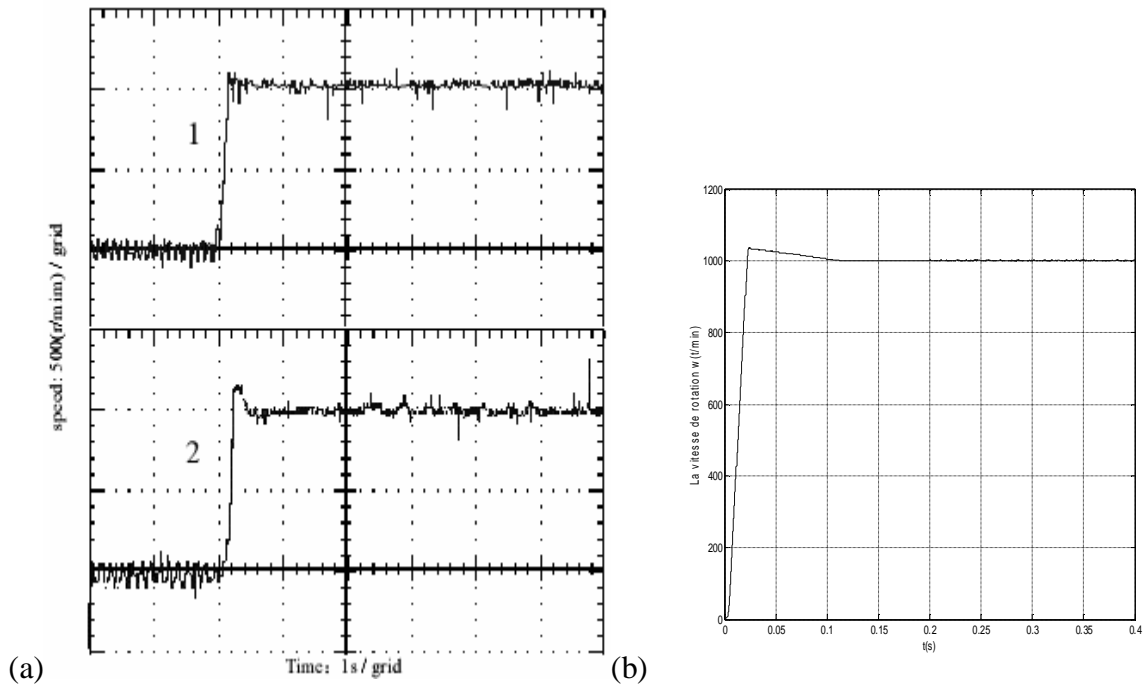 speed: 500(r/mim) / grid
1
2
Time: 1s / grid
(a)
La vitesse de rotation w (t/min)
1200
1000
800
600
400
200
0
0 0.05 0.1 0.15 0.2 0.25 0.3 0.35 0.4
t(s)
(b)